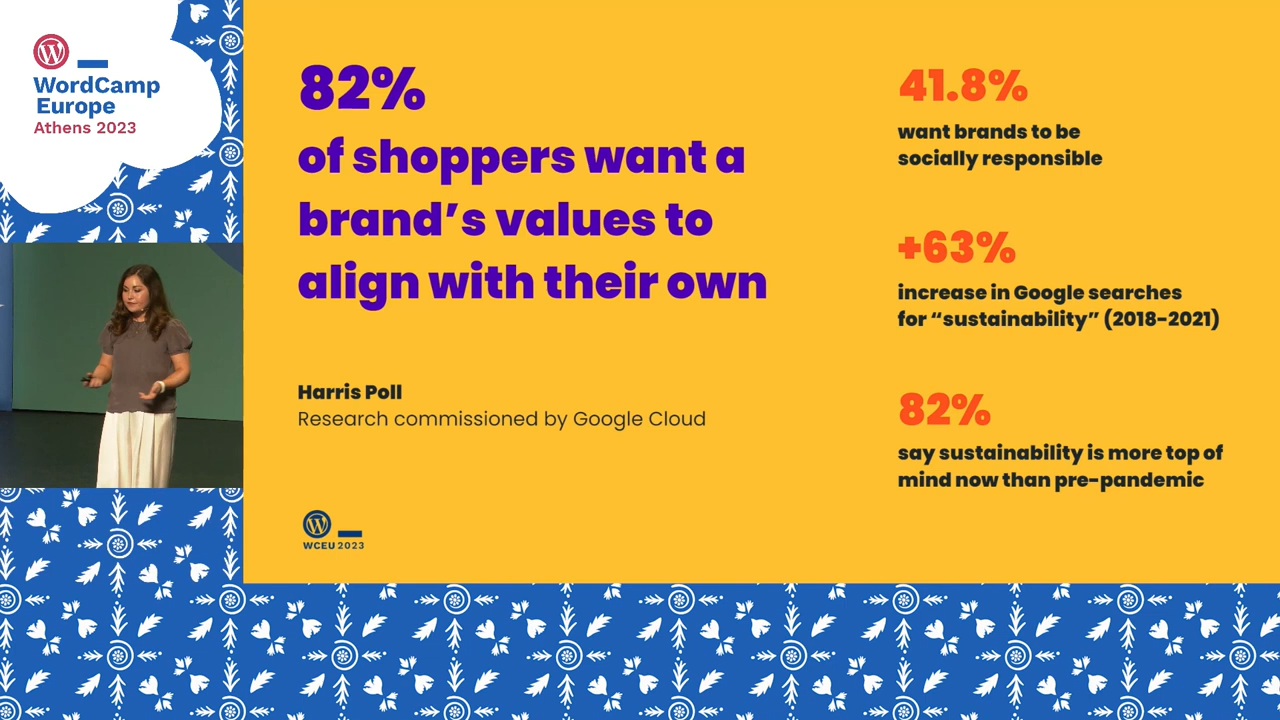 WordCamp
Europe
Athens 2023
82%
of shoppers want a
brand’s values to
align with their own
Harris Poll
Research commissioned by Google Cloud
WCEU 2023
41.8%
want brands to be
socially responsible
+63%
increase in Google searches
for “sustainability” (2018-2021)
82%
say sustainability is more top of
mind now than pre-pandemic